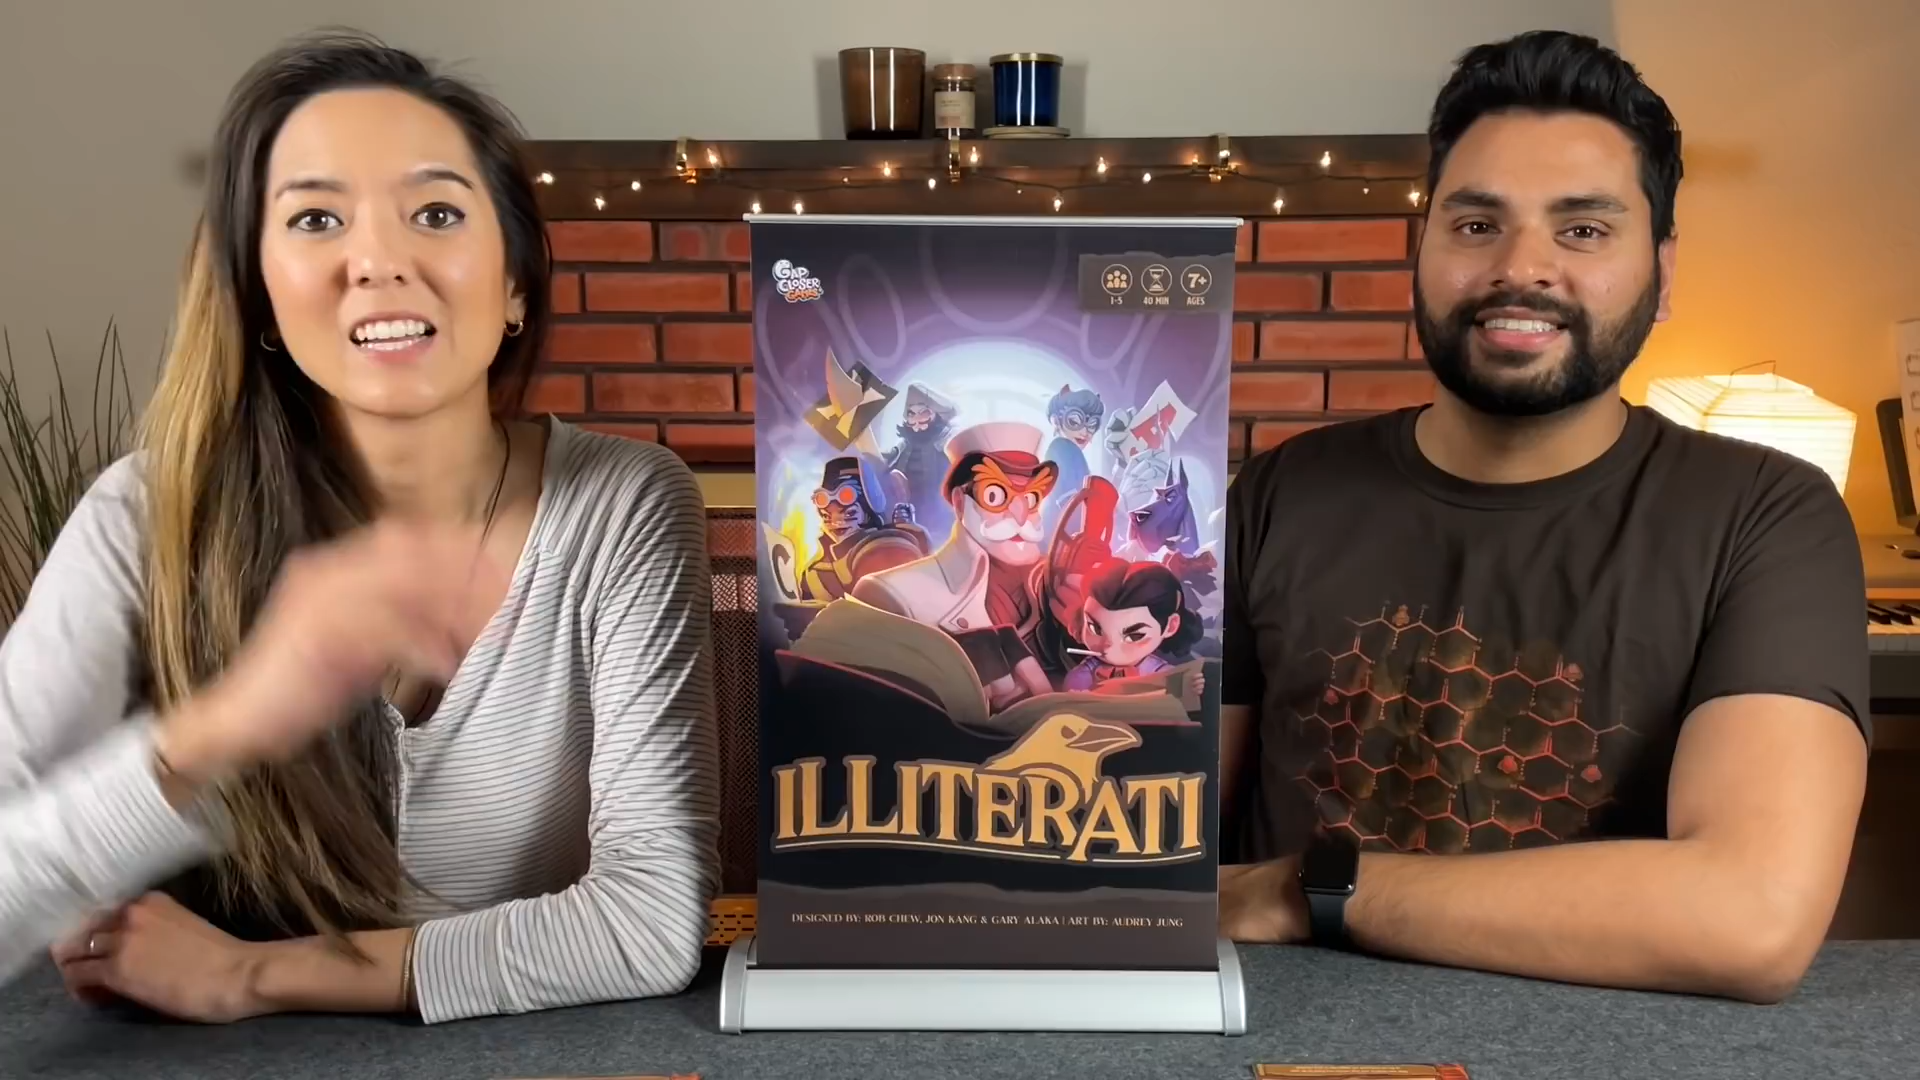 GAP
CLOSER
GAMES
1-5
40 MIN
7+
AGES
C
ILLITERATI
DESIGNED BY: ROB CHEW, JON KANG & GARY ALAKA | ART BY: AUDREY JUNG